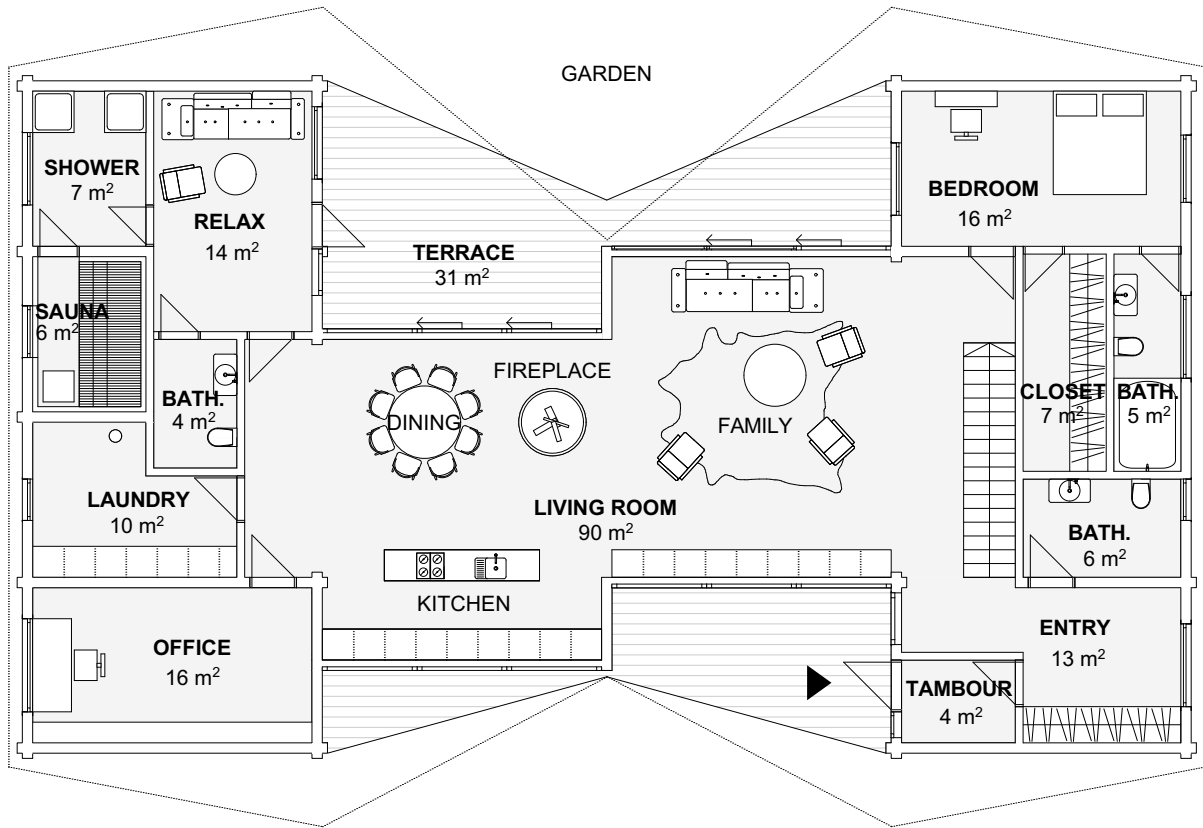 GARDEN
SHOWER
7 m²
RELAX
14 m²
TERRACE
31 m²
BEDROOM
16 m²
SAUNA
6 m²
BATH.
4 m²
DINING
FIREPLACE
FAMILY
CLOSET
7 m²
BATH.
5 m²
LAUNDRY
10 m²
LIVING ROOM
90 m²
BATH.
6 m²
KITCHEN
OFFICE
16 m²
ENTRY
13 m²
TAMBOUR
4 m²